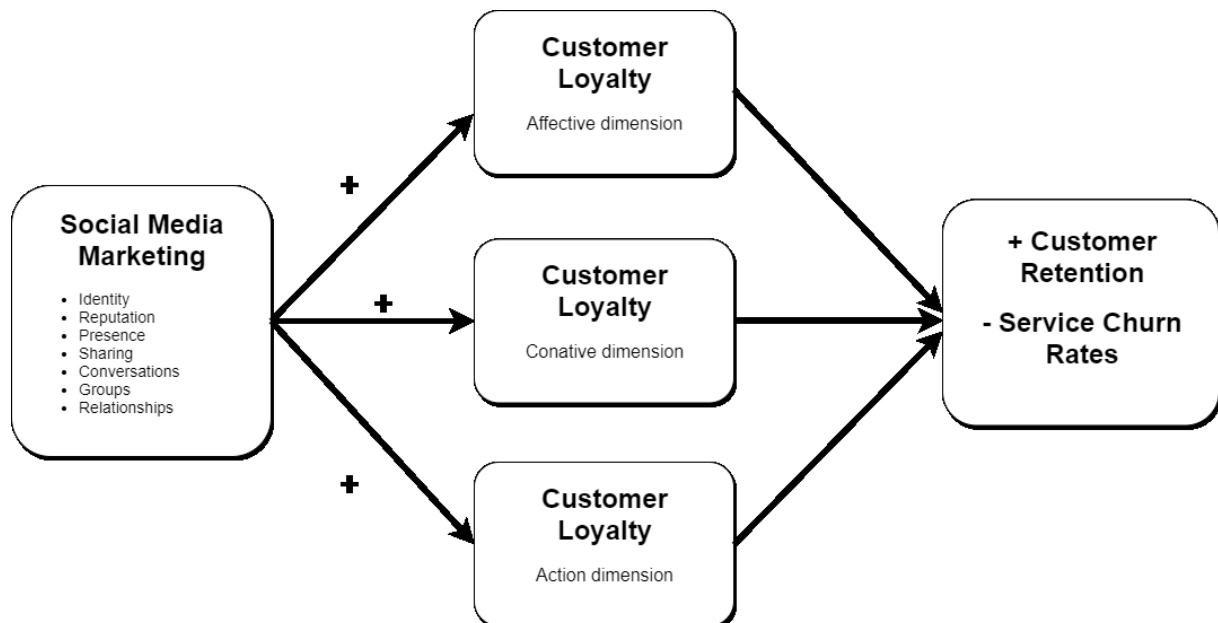 Social Media
Marketing
Identity
Reputation
Presence
Sharing
Conversations
Groups
Relationships
+
+
+
Customer
Loyalty
Affective dimension
Customer
Loyalty
Conative dimension
Customer
Loyalty
Action dimension
+ Customer
Retention
- Service Churn
Rates